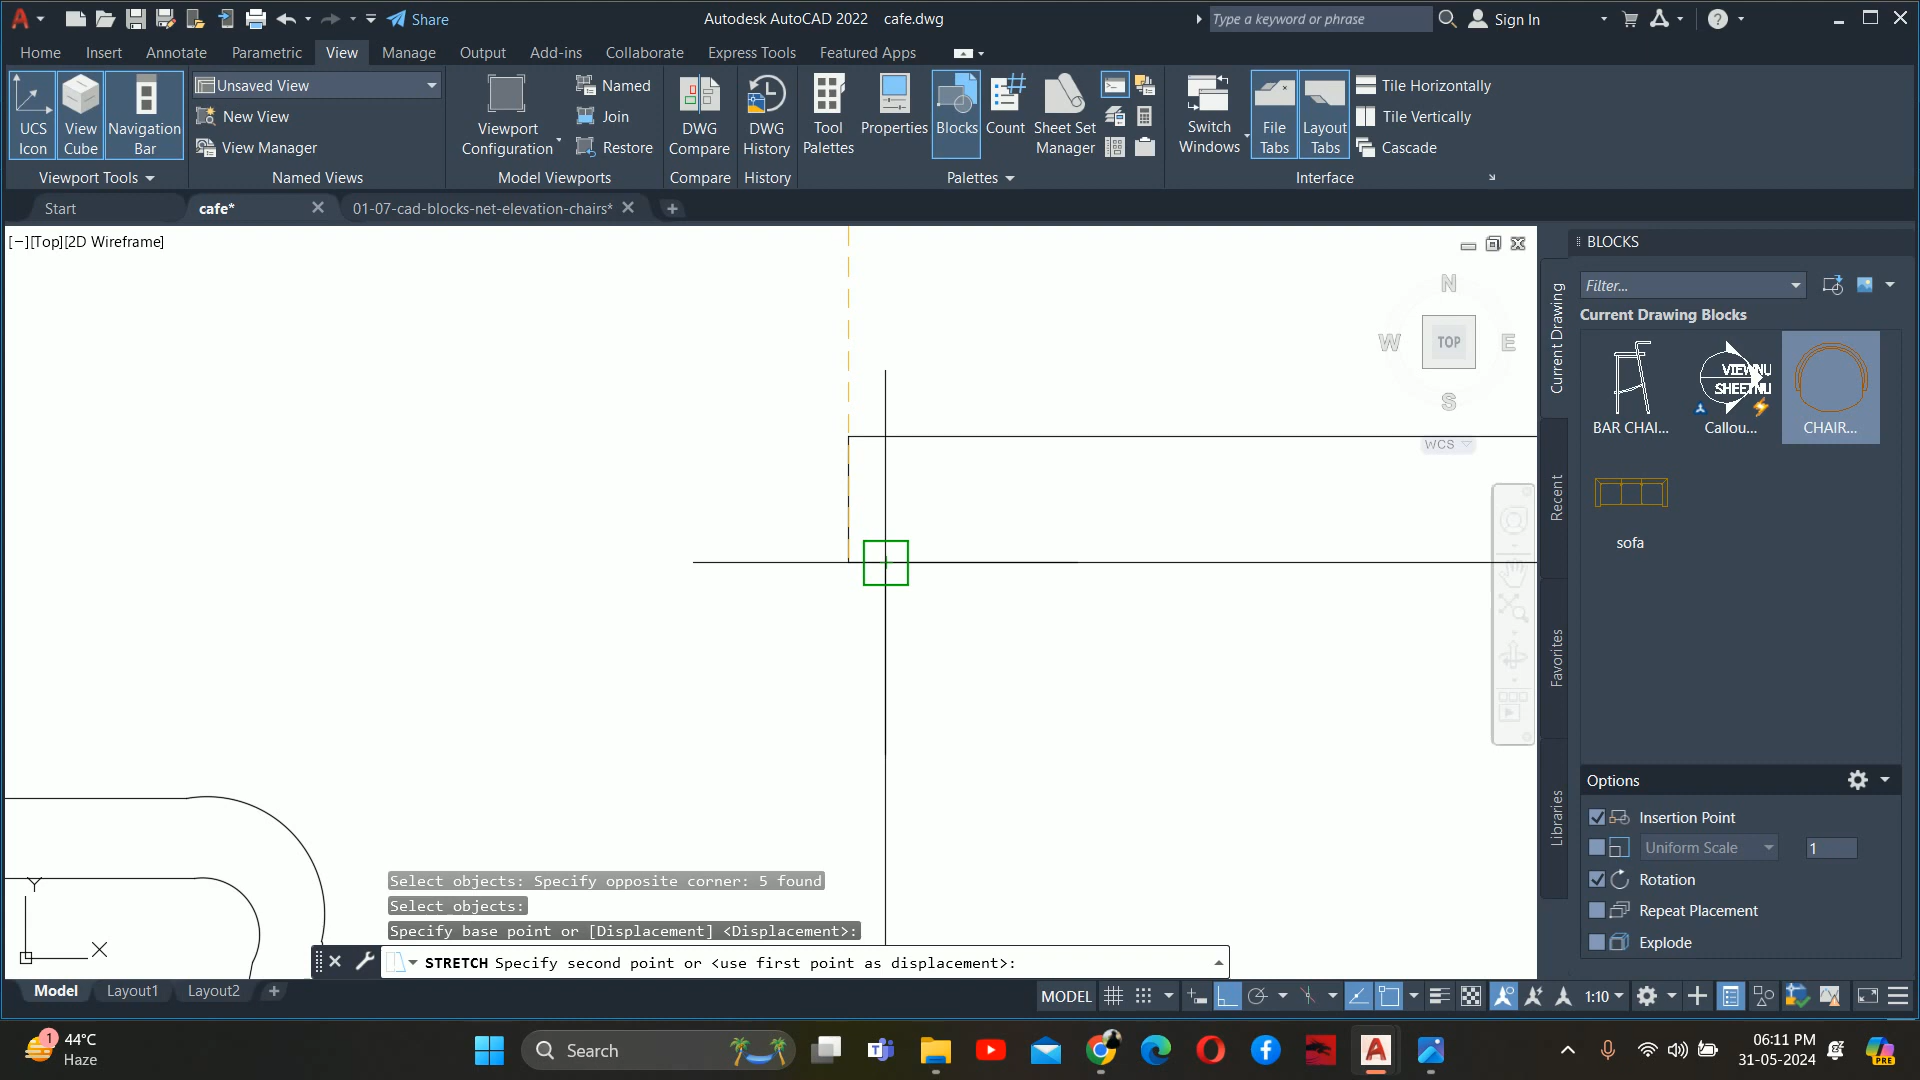 Share
Autodesk AutoCAD 2022 cafe.dwg
Type a keyword or phrase
Sign In
Home Insert Annotate Parametric View Manage Output Add-ins Collaborate Express Tools Featured Apps
UCS Icon
View Cube
Navigation Bar
Unsaved View
New View
View Manager
Viewport Configuration
Named
Join
Restore
DWG Compare
DWG History
Tool Palettes
Properties
Blocks
Count
Sheet Set Manager
Switch Windows
File Tabs
Layout Tabs
Tile Horizontally
Tile Vertically
Cascade
Viewport Tools
Named Views
Model Viewports
Compare
History
Palettes
Interface
Start
cafe*
01-07-cad-blocks-net-elevation-chairs*
[−][Top][2D Wireframe]
N
W TOP E
S
WCS
BLOCKS
Filter...
Current Drawing Blocks
VIEWNU
SHEETNU
BAR CHAI...
Callou...
CHAIR...
sofa
Current Drawing
Recent
Favorites
Libraries
Options
Insertion Point
Uniform Scale 1
Rotation
Repeat Placement
Explode
Y
X
Select objects: Specify opposite corner: 5 found
Select objects:
Specify base point or [Displacement] <Displacement>:
STRETCH Specify second point or <use first point as displacement>:
Model Layout1 Layout2
MODEL
1:10
1
44°C
Haze
Search
06:11 PM
31-05-2024
PRE